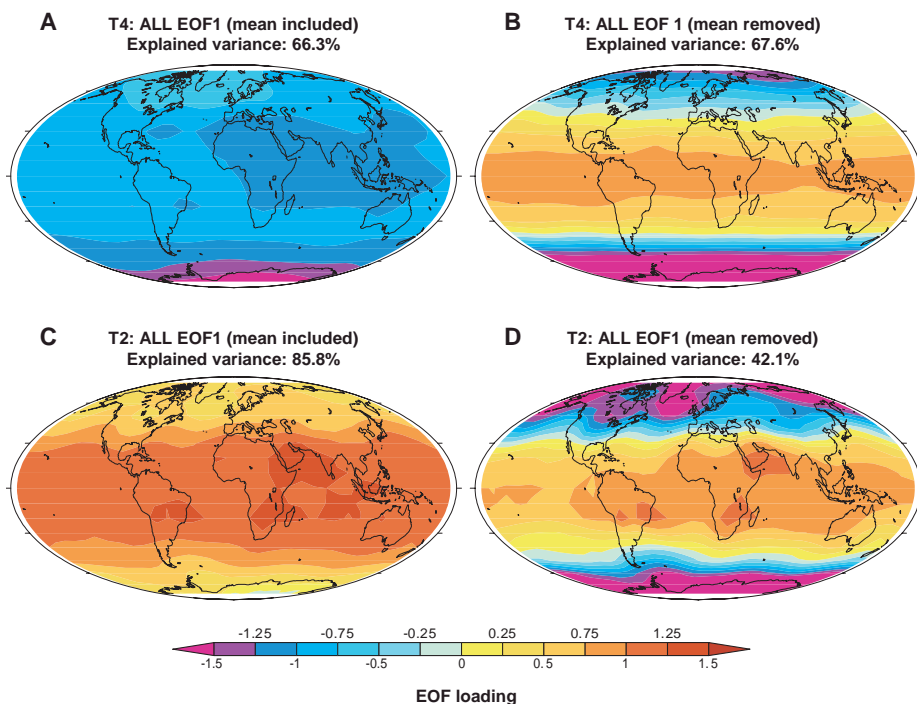 A
T4: ALL EOF1 (mean included)
Explained variance: 66.3%
B
T4: ALL EOF 1 (mean removed)
Explained variance: 67.6%
C
T2: ALL EOF1 (mean included)
Explained variance: 85.8%
D
T2: ALL EOF1 (mean removed)
Explained variance: 42.1%
-1.25 -0.75 -0.25 0.25 0.75 1.25
-1.5 -1 -0.5 0 0.5 1 1.5
EOF loading